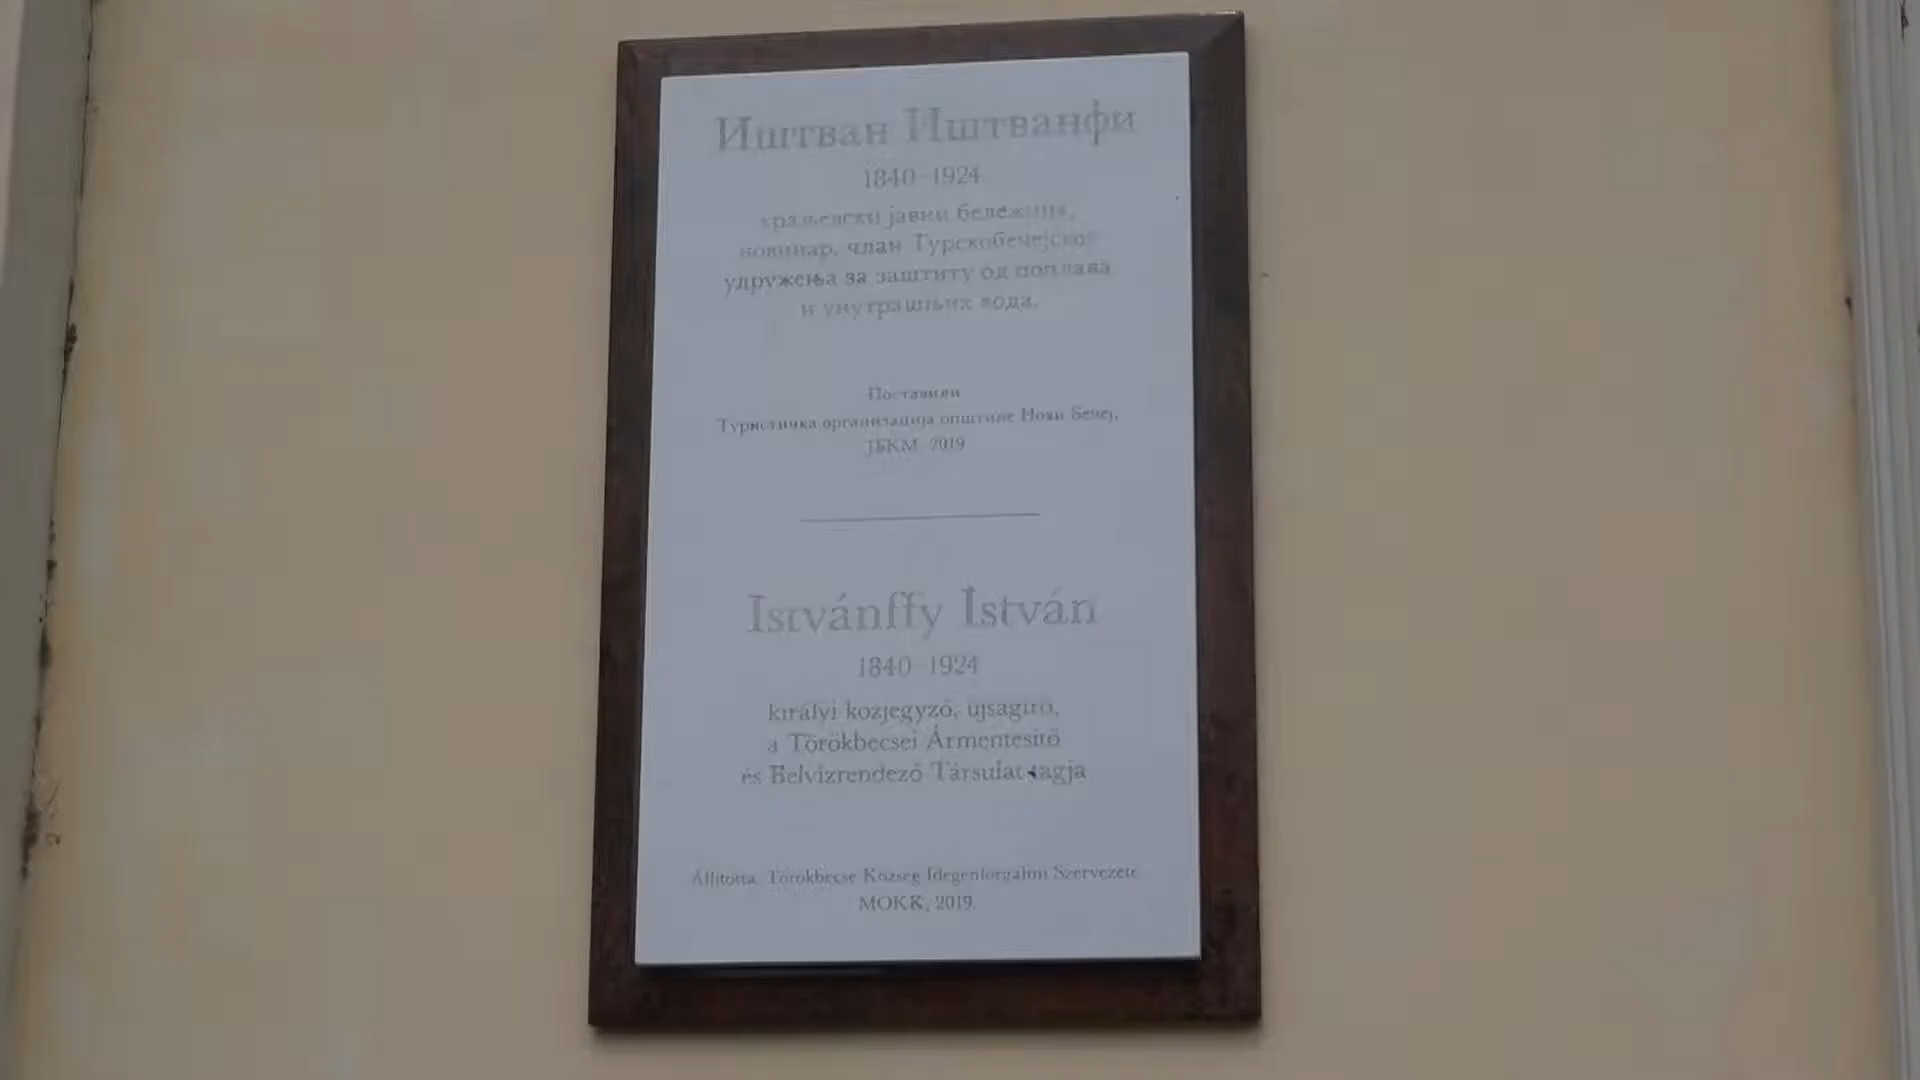 Иштван Иштванфи
1840–1924
краљевски јавни бележник,
новинар, члан Турскобечејског
удружења за заштиту од поплава
и унутрашњих вода.
Поставили
Туристичка организација општине Нови Бечеј,
ЈБКМ, 2019
Istvánffy István
1840–1924
királyi közjegyző, újságíró,
a Törökbecsei Ármentesítő
és Belvízrendező Társulat tagja
Állította: Törökbecse Község Idegenforgalmi Szervezete
MOKK, 2019.